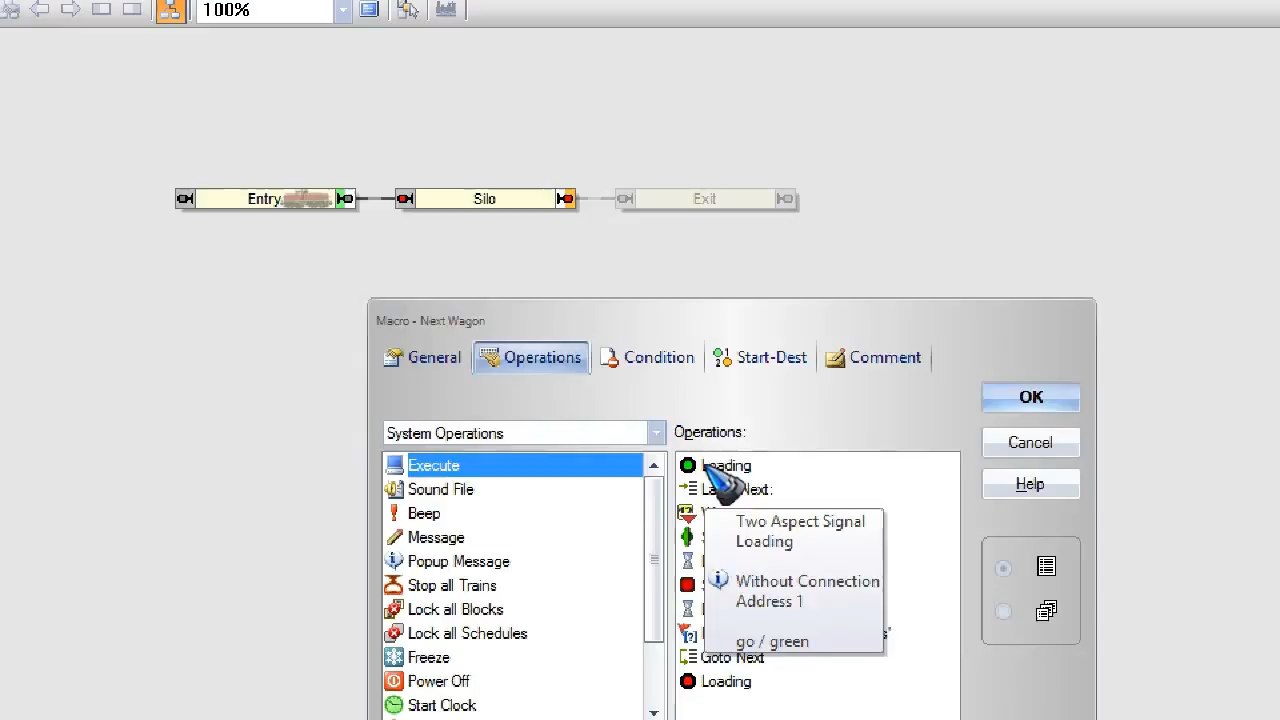 100%
Entry
Silo
Exit
Macro - Next Wagon
General
Operations
Condition
Start-Dest
Comment
OK
System Operations
Operations:
Cancel
Help
Execute
Sound File
Beep
Message
Popup Message
Stop all Trains
Lock all Blocks
Lock all Schedules
Freeze
Power Off
Start Clock
Loading
Next:
Two Aspect Signal
Loading
Without Connection
Address 1
go / green
Goto Next
Loading